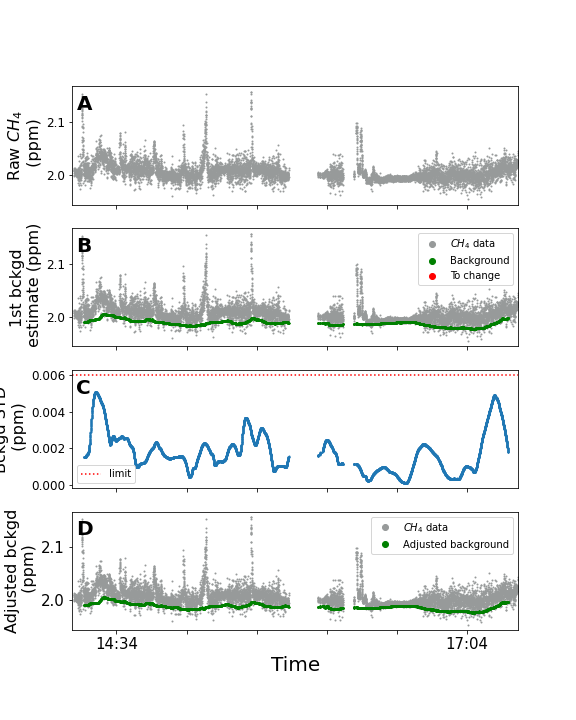 A
Raw CH4
(ppm)
2.1
2.0
B
1st bckgd
estimate (ppm)
2.1
2.0
CH4 data
Background
To change
C
(ppm)
0.006
0.004
0.002
0.000
limit
D
Adjusted bckgd
(ppm)
2.1
2.0
CH4 data
Adjusted background
14:34
17:04
Time